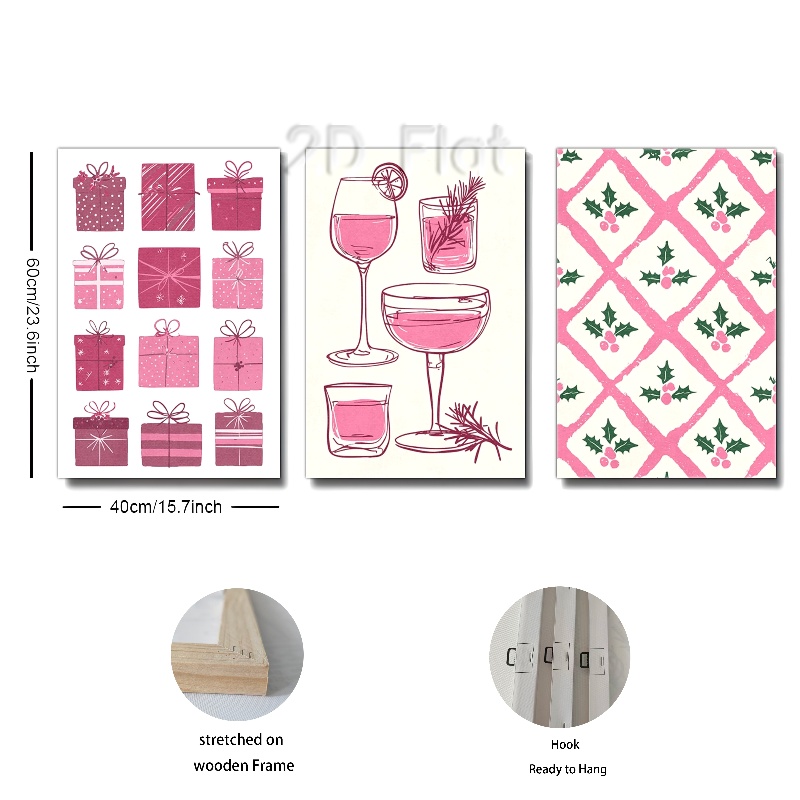 2D Flat
60cm/23.6inch
40cm/15.7inch
stretched on
wooden Frame
Hook
Ready to Hang